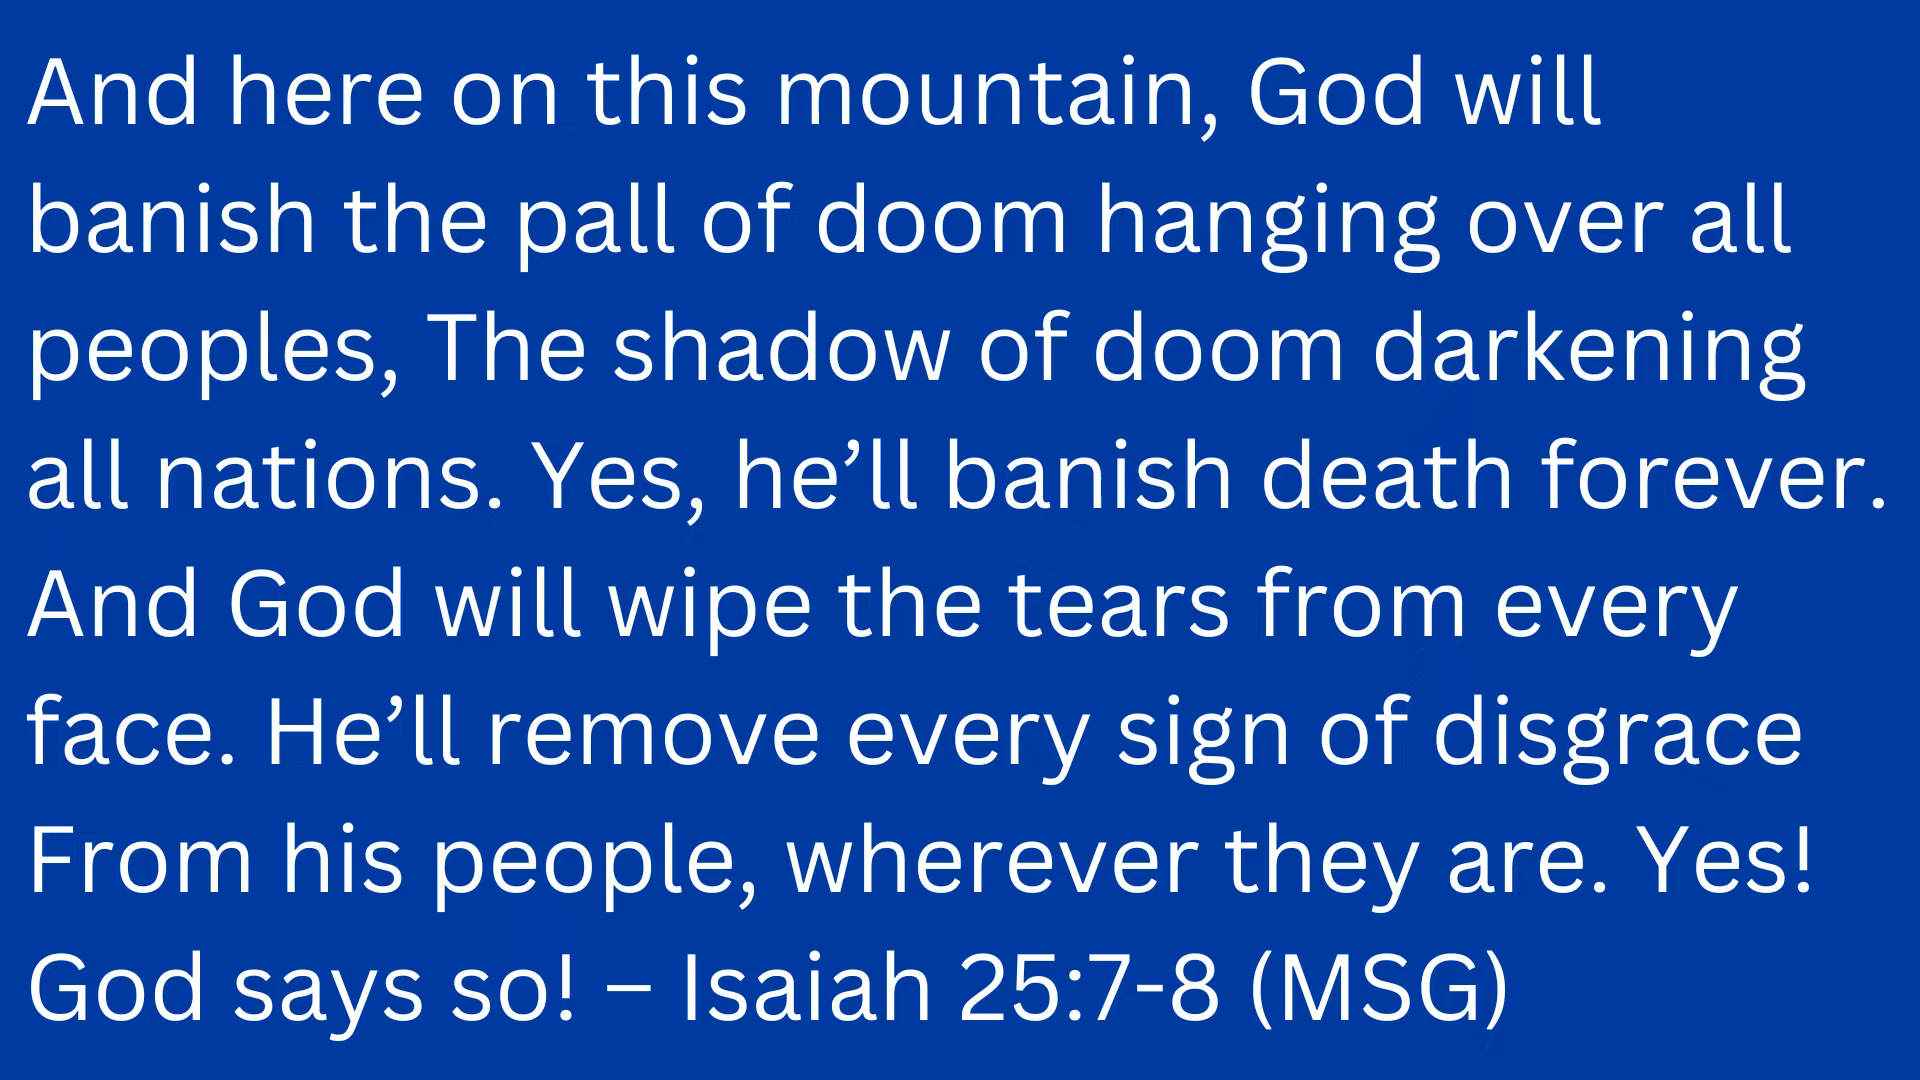 And here on this mountain, God will
banish the pall of doom hanging over all
peoples, The shadow of doom darkening
all nations. Yes, he’ll banish death forever.
And God will wipe the tears from every
face. He’ll remove every sign of disgrace
From his people, wherever they are. Yes!
God says so! – Isaiah 25:7-8 (MSG)